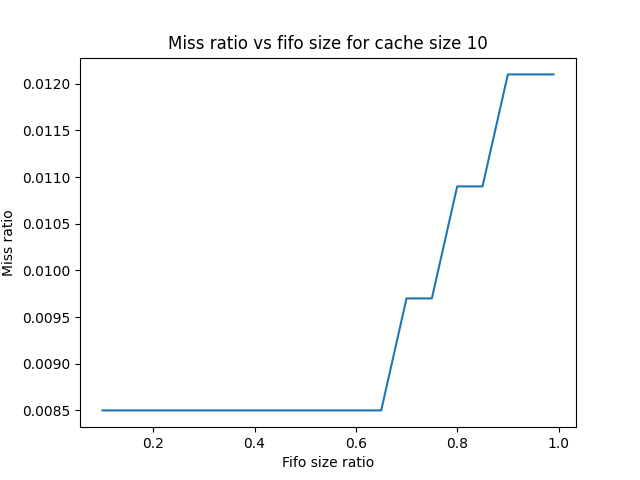 Miss ratio vs fifo size for cache size 10
0.0120
0.0115
0.0110
0.0105
0.0100
0.0095
0.0090
0.0085
Miss ratio
0.2 0.4 0.6 0.8 1.0
Fifo size ratio